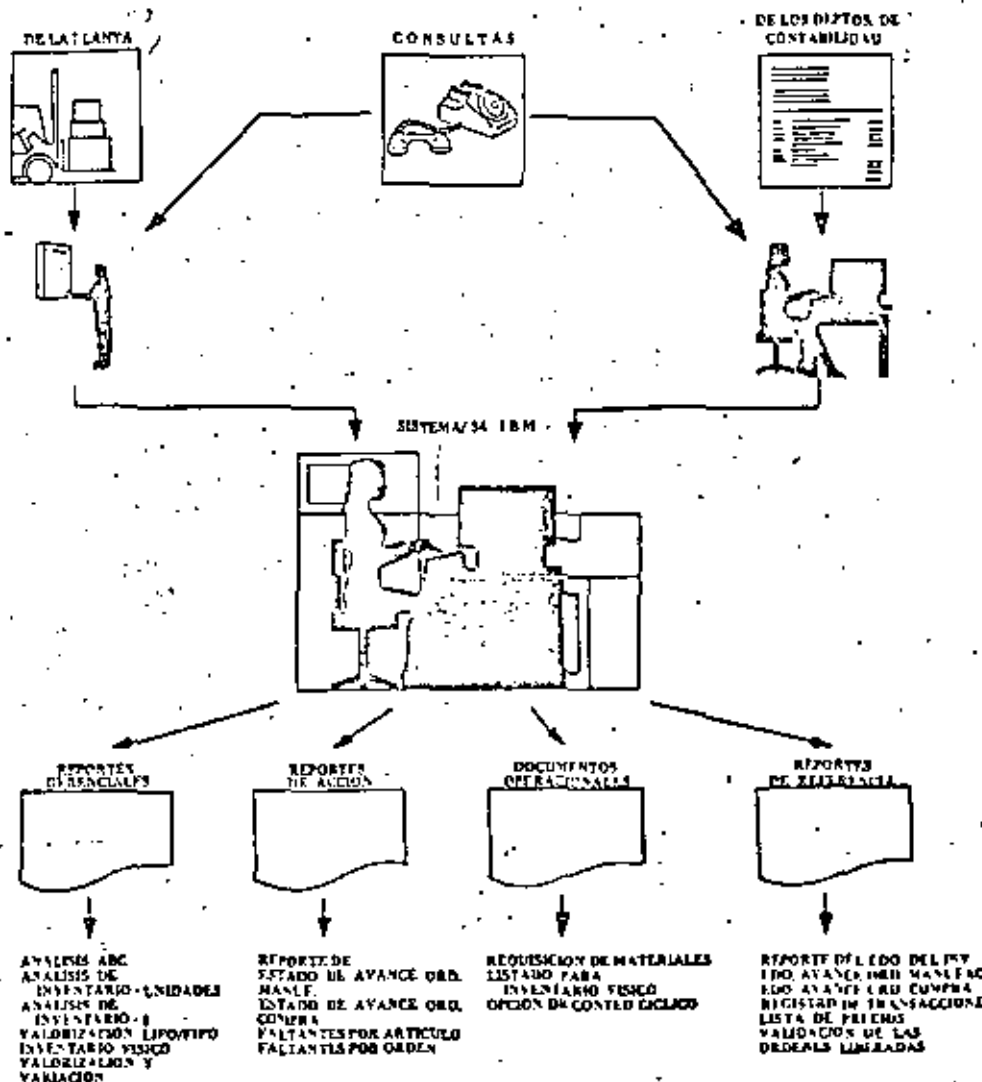 DE LA PLANTA
CONSULTAS
DE LOS DEPTOS. DE
CONTABILIDAD
SISTEMA/34 IBM
REPORTES
GERENCIALES
REPORTES
DE ACCION
DOCUMENTOS
OPERACIONALES
REPORTES
DE REFERENCIA
ANALISIS ABC
ANALISIS DE
INVENTARIO-UNIDADES
ANALISIS DE
INVENTARIO-$
VALORIZACION LIFO/FIFO
INVENTARIO FISICO
VALORIZACION Y
VARIACION
REPORTE DE
ESTADO DE AVANCE ORD.
MANUF.
ESTADO DE AVANCE ORD.
COMPRA
FALTANTES POR ARTICULO
FALTANTES POR ORDEN
REQUISICION DE MATERIALES
LISTADO PARA
INVENTARIO FISICO
OPCION DE CONTEO CICLICO
REPORTE DEL EDO DEL INV
EDO AVANCE ORD MANUFAC
EDO AVANCE ORD COMPRA
REGISTRO DE TRANSACCIONE
LISTA DE PRECIOS
VALIDACION DE LAS
ORDENES LIBERADAS